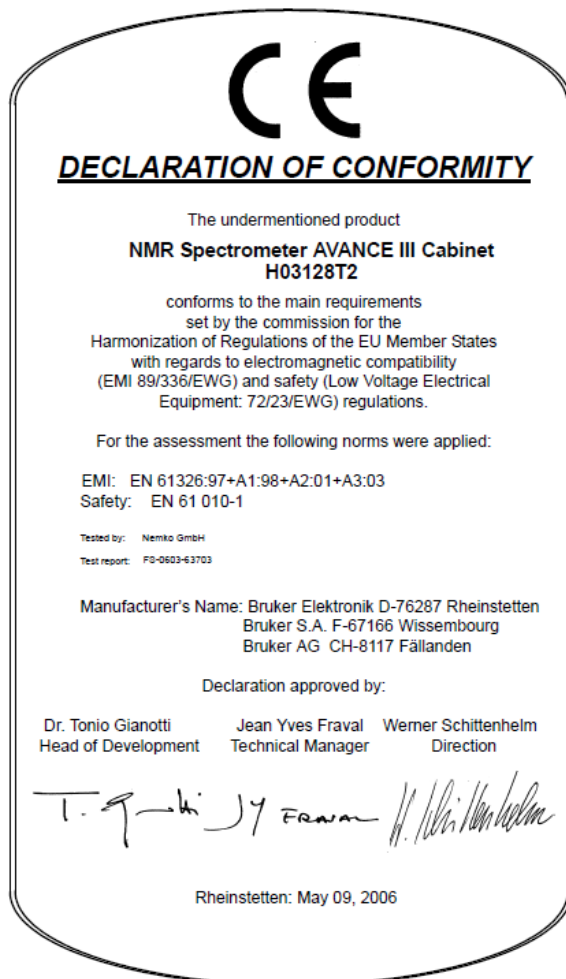 CE
DECLARATION OF CONFORMITY
The undermentioned product
NMR Spectrometer AVANCE III Cabinet
H03128T2
conforms to the main requirements
set by the commission for the
Harmonization of Regulations of the EU Member States
with regards to electromagnetic compatibility
(EMI 89/336/EWG) and safety (Low Voltage Electrical
Equipment: 72/23/EWG) regulations.
For the assessment the following norms were applied:
EMI: EN 61326:97+A1:98+A2:01+A3:03
Safety: EN 61 010-1
Tested by: Nemko GmbH
Test report: FS-0603-63703
Manufacturer's Name: Bruker Elektronik D-76287 Rheinstetten
Bruker S.A. F-67166 Wissembourg
Bruker AG CH-8117 Fällanden
Declaration approved by:
Dr. Tonio Gianotti Jean Yves Fraval Werner Schittenhelm
Head of Development Technical Manager Direction
T. Gianotti JY FRAVAL W. Schittenhelm
Rheinstetten: May 09, 2006